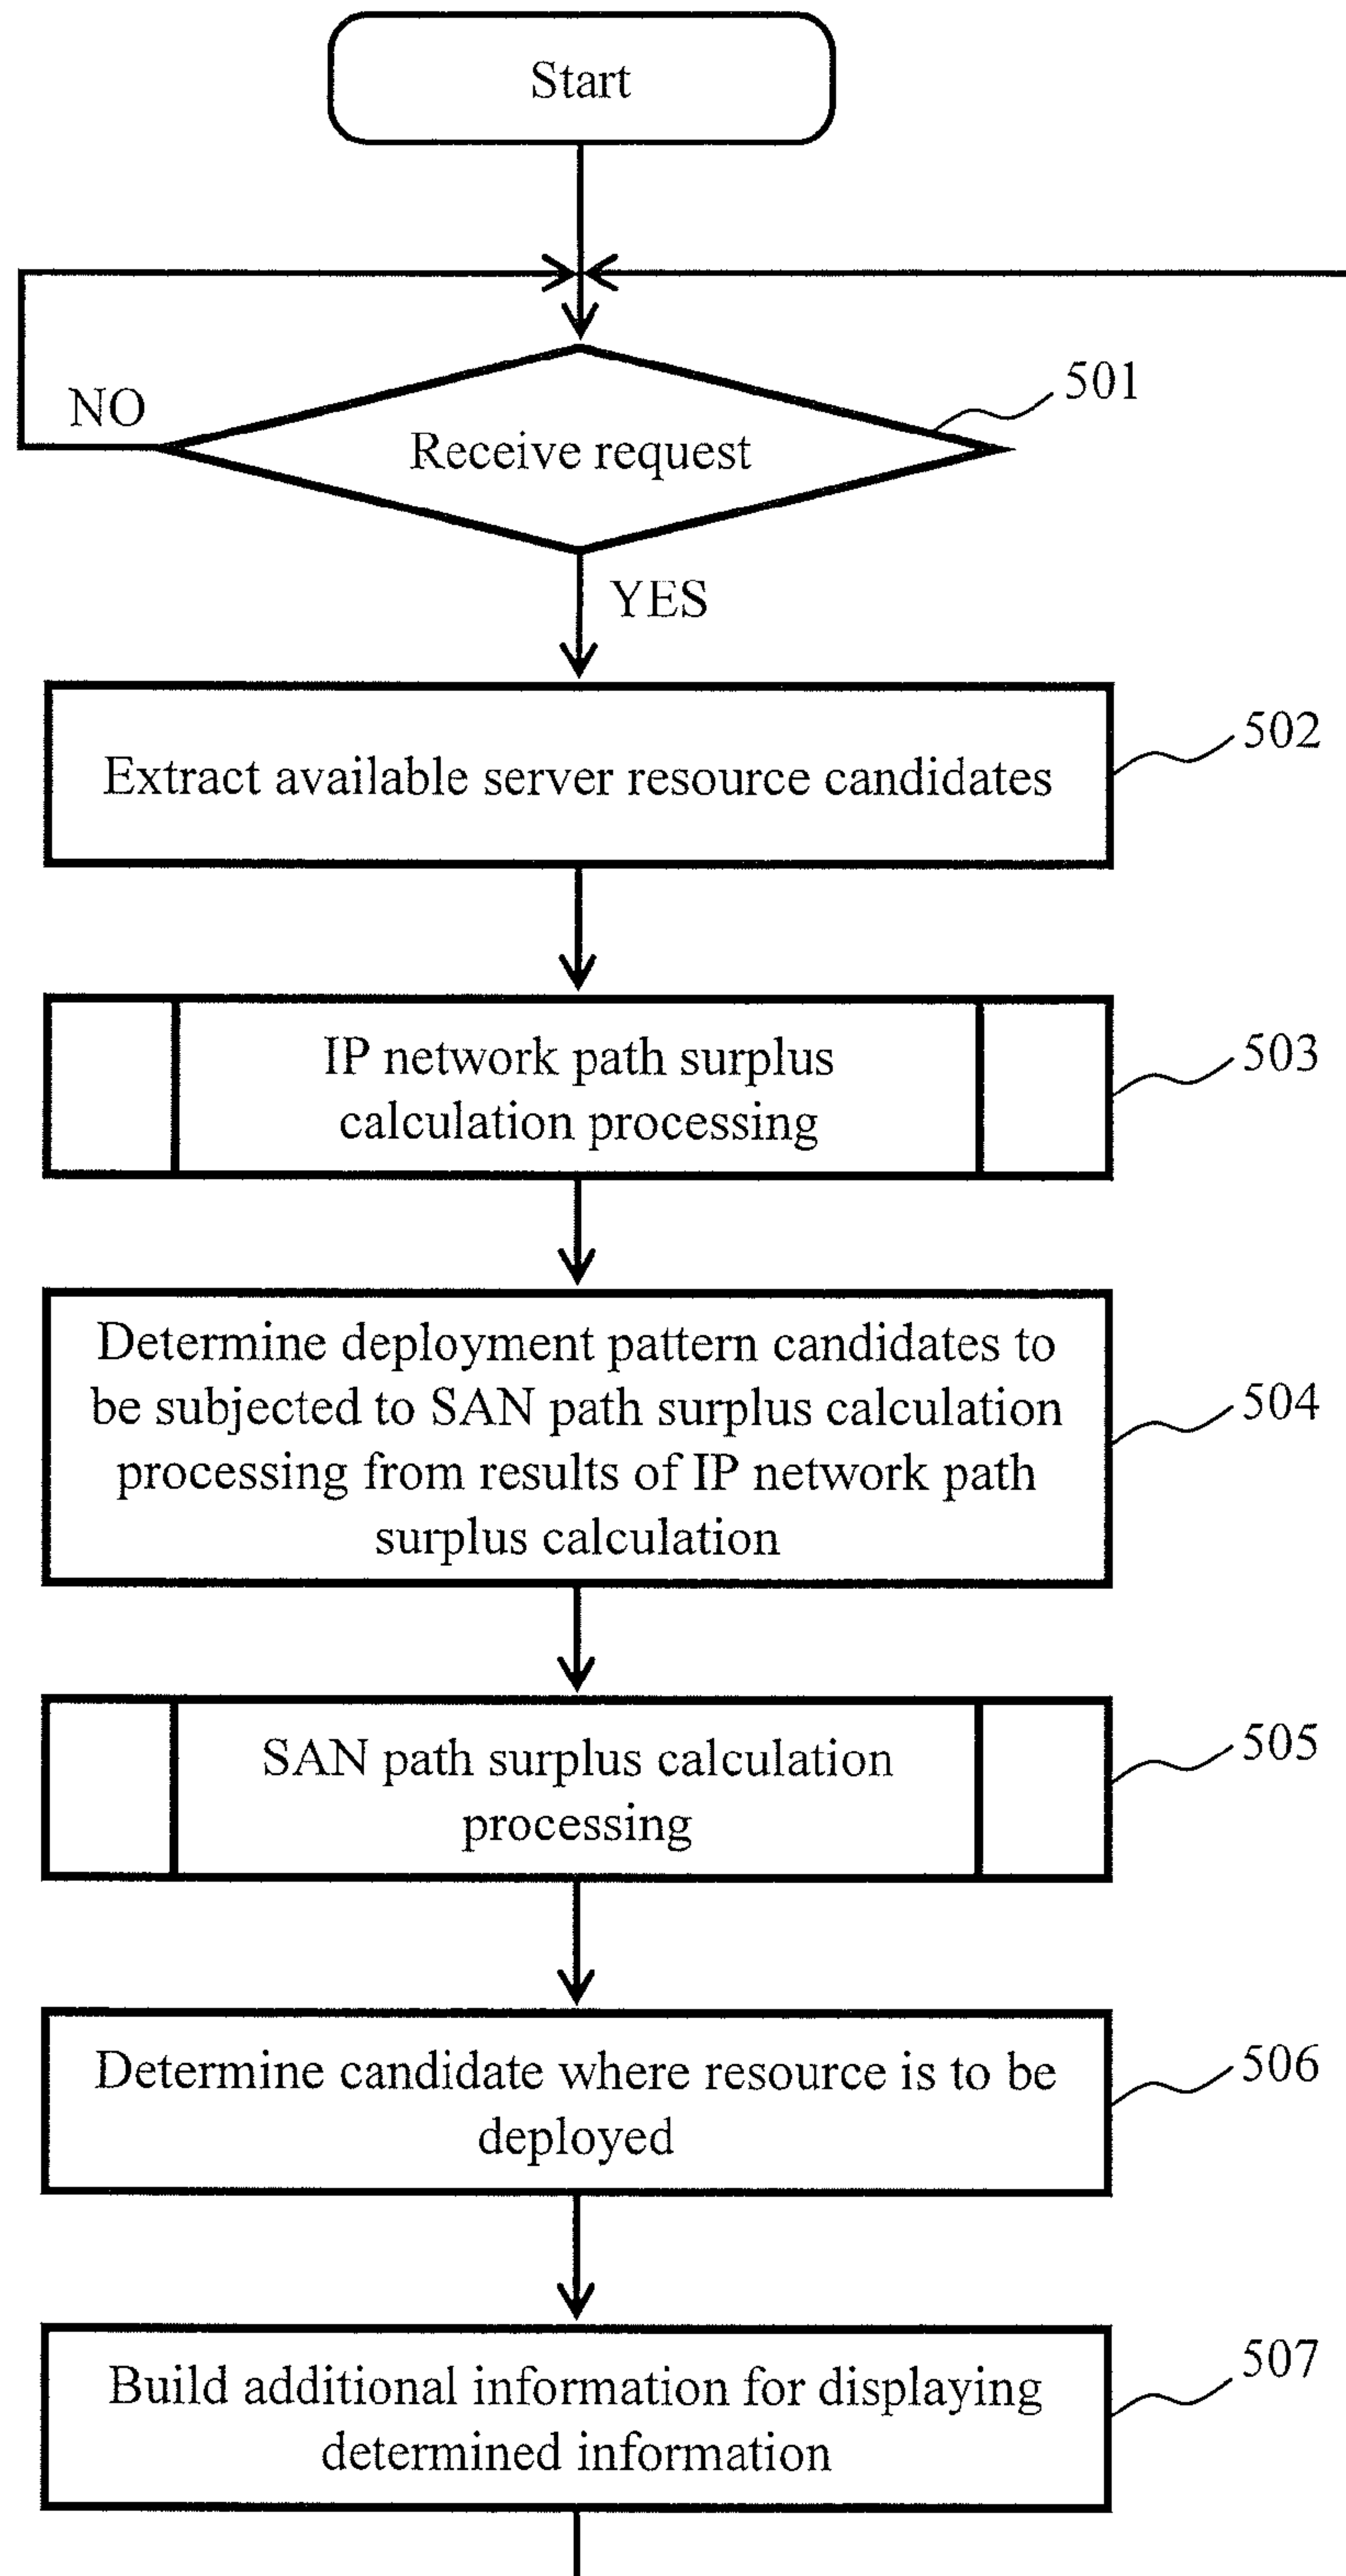 Start
NO
501
Receive request
YES
502
Extract available server resource candidates
503
IP network path surplus
calculation processing
Determine deployment pattern candidates to
be subjected to SAN path surplus calculation
processing from results of IP network path
surplus calculation
504
SAN path surplus calculation
processing
505
Determine candidate where resource is to be
deployed
506
Build additional information for displaying
determined information
507